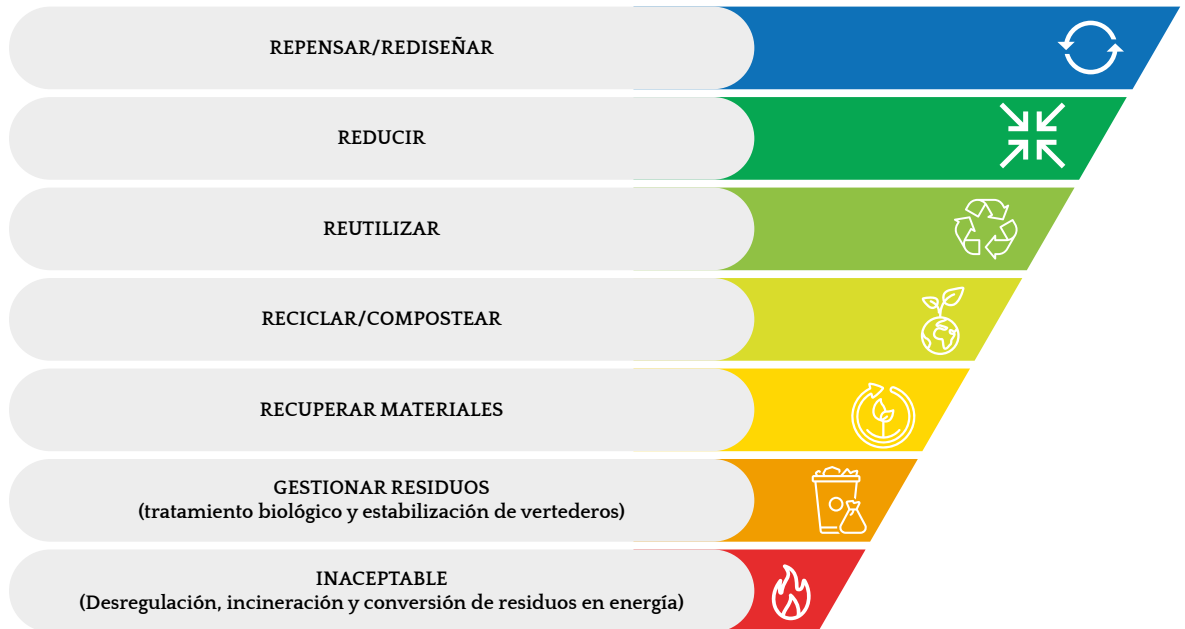 REPENSAR/REDISEÑAR
REDUCIR
REUTILIZAR
RECICLAR/COMPOSTEAR
RECUPERAR MATERIALES
GESTIONAR RESIDUOS
(tratamiento biológico y estabilización de vertederos)
INACEPTABLE
(Desregulación, incineración y conversión de residuos en energía)